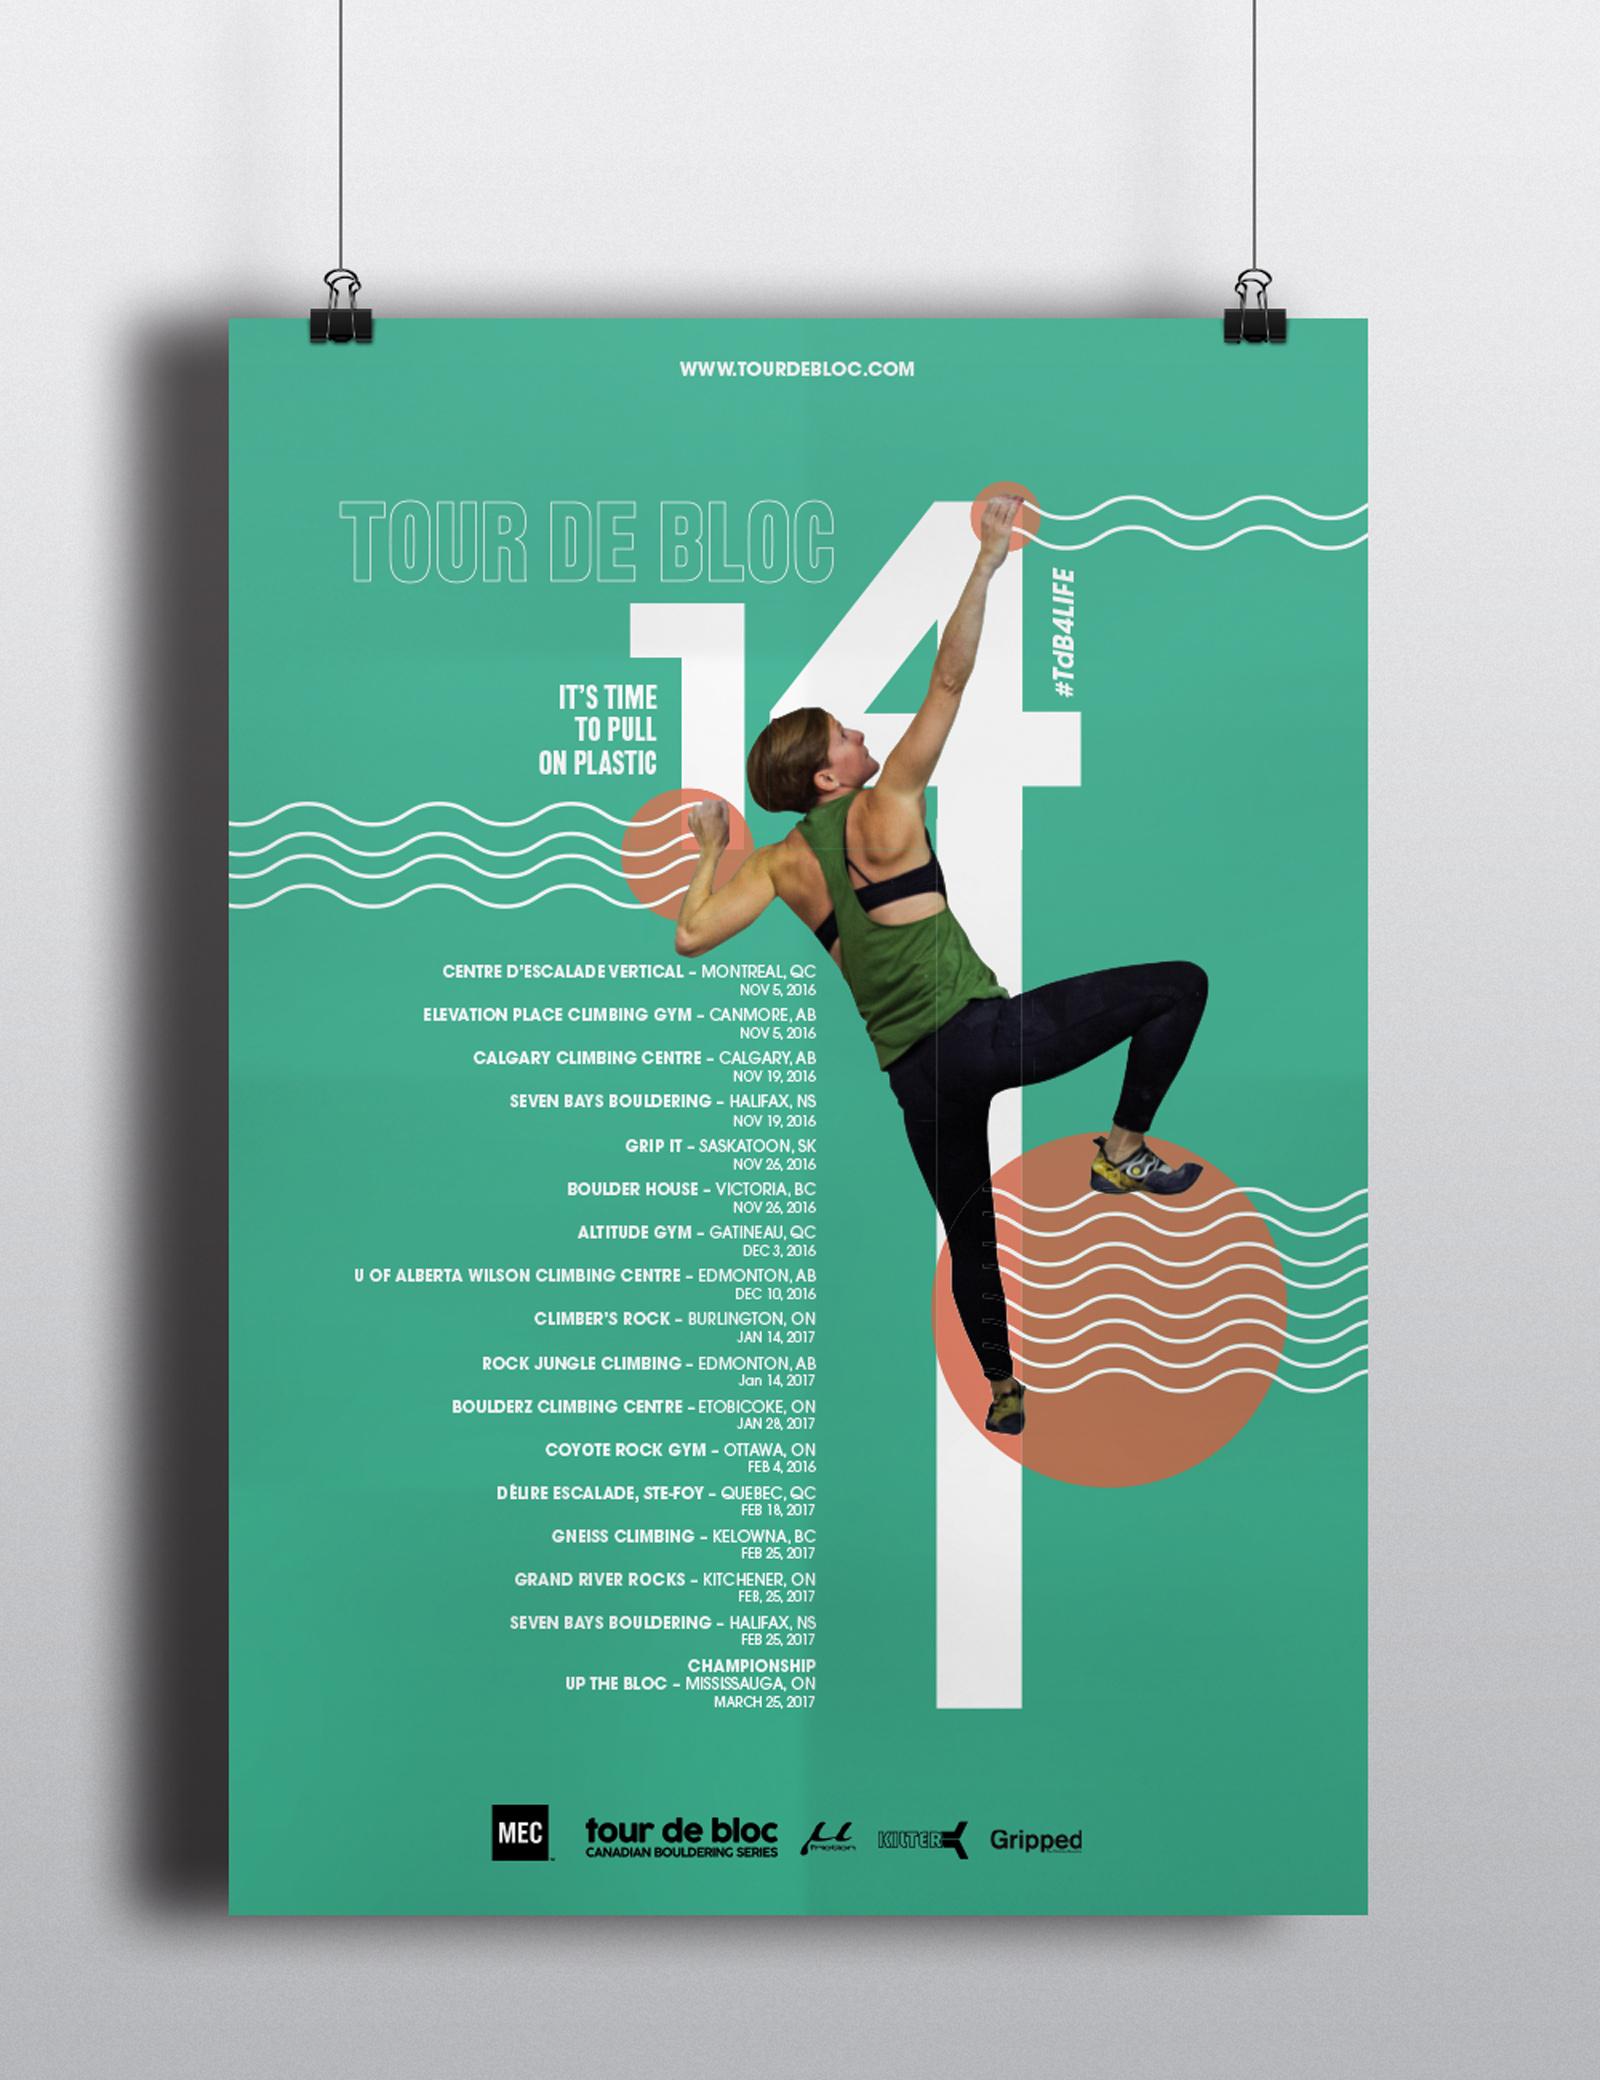 WWW.TOURDEBLOC.COM
TOUR DE BLOC
14
#TdB4LIFE
IT'S TIME
TO PULL
ON PLASTIC
CENTRE D'ESCALADE VERTICAL – MONTREAL, QC
NOV 5, 2016
ELEVATION PLACE CLIMBING GYM – CANMORE, AB
NOV 5, 2016
CALGARY CLIMBING CENTRE – CALGARY, AB
NOV 19, 2016
SEVEN BAYS BOULDERING – HALIFAX, NS
NOV 19, 2016
GRIP IT – SASKATOON, SK
NOV 26, 2016
BOULDER HOUSE – VICTORIA, BC
NOV 26, 2016
ALTITUDE GYM – GATINEAU, QC
DEC 3, 2016
U OF ALBERTA WILSON CLIMBING CENTRE – EDMONTON, AB
DEC 10, 2016
CLIMBER'S ROCK – BURLINGTON, ON
JAN 14, 2017
ROCK JUNGLE CLIMBING – EDMONTON, AB
Jan 14, 2017
BOULDERZ CLIMBING CENTRE – ETOBICOKE, ON
JAN 28, 2017
COYOTE ROCK GYM – OTTAWA, ON
FEB 4, 2016
DÉLIRE ESCALADE, STE-FOY – QUEBEC, QC
FEB 18, 2017
GNEISS CLIMBING – KELOWNA, BC
FEB 25, 2017
GRAND RIVER ROCKS – KITCHENER, ON
FEB, 25, 2017
SEVEN BAYS BOULDERING – HALIFAX, NS
FEB 25, 2017
CHAMPIONSHIP
UP THE BLOC – MISSISSAUGA, ON
MARCH 25, 2017
MEC
tour de bloc
CANADIAN BOULDERING SERIES
friction
KILTER
Gripped